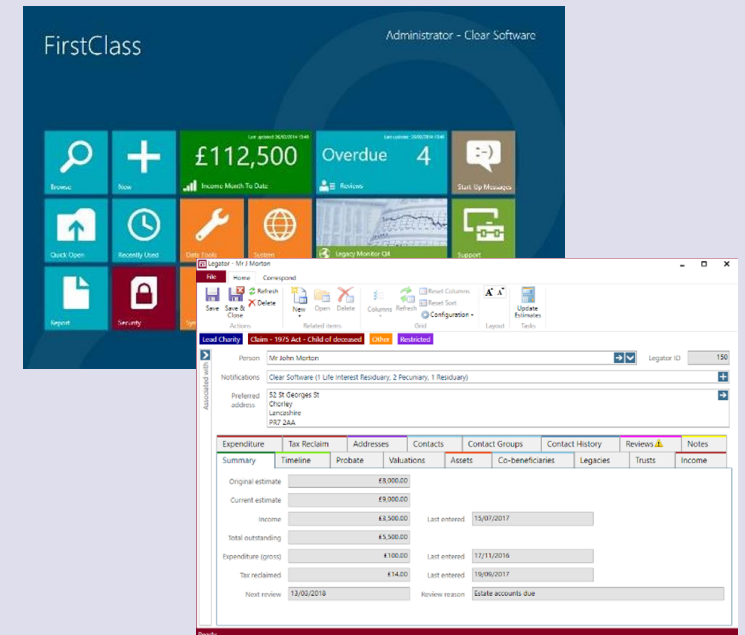 FirstClass
Administrator - Clear Software
Last updated 26/02/2014 15:48
£112,500
Overdue 4
Browse
New
Income Month To Date
Reviews
Start Up Messages
Quick Open
Recently Used
Data Tools
System
Legacy Monitor Q4
Support
Report
Security
Legator - Mr J Morton
File Home Correspond
Save
Save & Close
Refresh
Delete
New
Open
Delete
Columns
Refresh
Reset Columns
Reset Sort
Configuration
Update Estimates
Actions
Related items
Grid
Layout
Tasks
Lead Charity
Claim - 1975 Act - Child of deceased
Other
Restricted
Associated with
Person Mr John Morton Legator ID 150
Notifications Clear Software (1 Life Interest Residuary, 2 Pecuniary, 1 Residuary)
Preferred address 52 St Georges St
Chorley
Lancashire
PR7 2AA
Expenditure Tax Reclaim Addresses Contacts Contact Groups Contact History Reviews Notes
Summary Timeline Probate Valuations Assets Co-beneficiaries Legacies Trusts Income
Original estimate £8,000.00
Current estimate £9,000.00
Income £3,500.00 Last entered 15/07/2017
Total outstanding £5,500.00
Expenditure (gross) £100.00 Last entered 17/11/2016
Tax reclaimed £14.00 Last entered 19/09/2017
Next review 13/03/2018 Review reason Estate accounts due
Ready